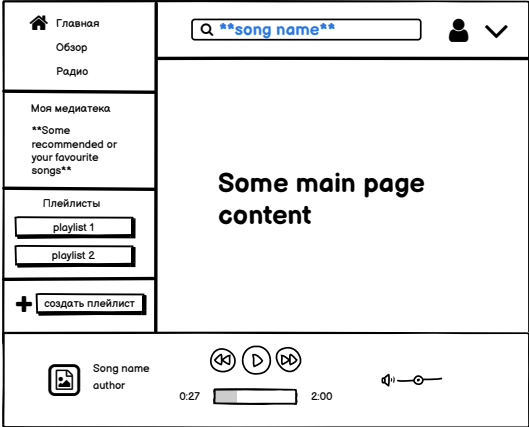 Главная
Обзор
Радио
**song name**
Моя медиатека
**Some
recommended or
your favourite
songs**
Плейлисты
playlist 1
playlist 2
создать плейлист
Some main page
content
Song name
author
0:27
2:00